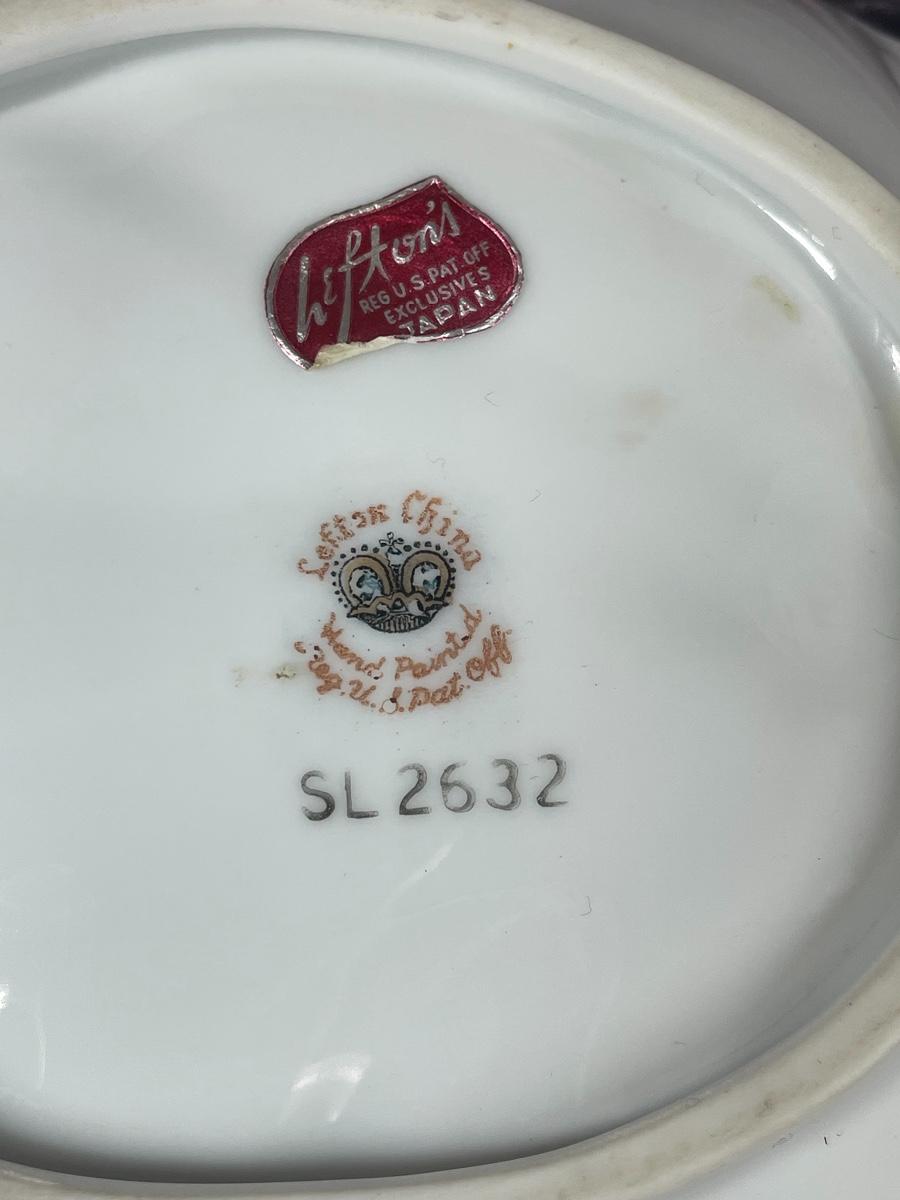 Lefton's
REG U.S. PAT. OFF
EXCLUSIVES
JAPAN
Lefton China
Hand Painted
Reg. U.S. Pat. Off.
SL 2632